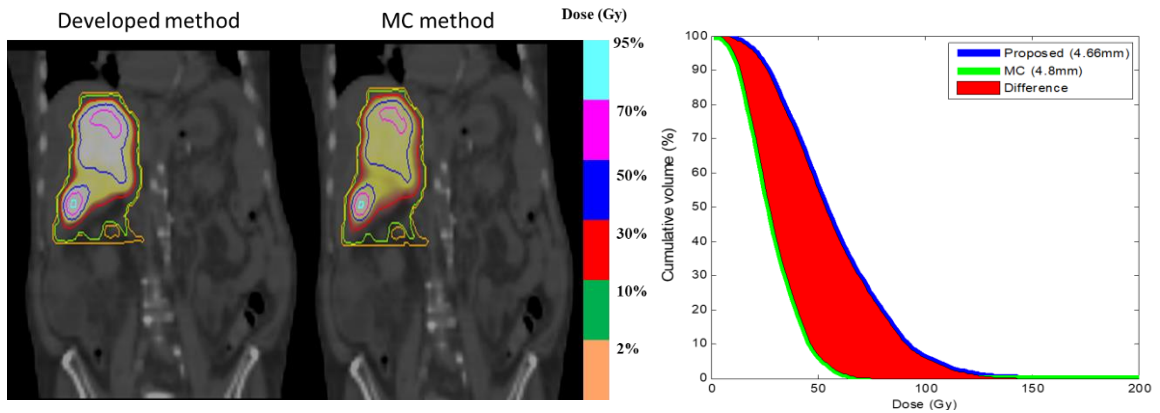 Developed method
MC method
Dose (Gy)
95%
70%
50%
30%
10%
2%
100
90
80
70
60
50
40
30
20
10
0
Cumulative volume (%)
Proposed (4.66mm)
MC (4.8mm)
Difference
0
50
100
150
200
Dose (Gy)